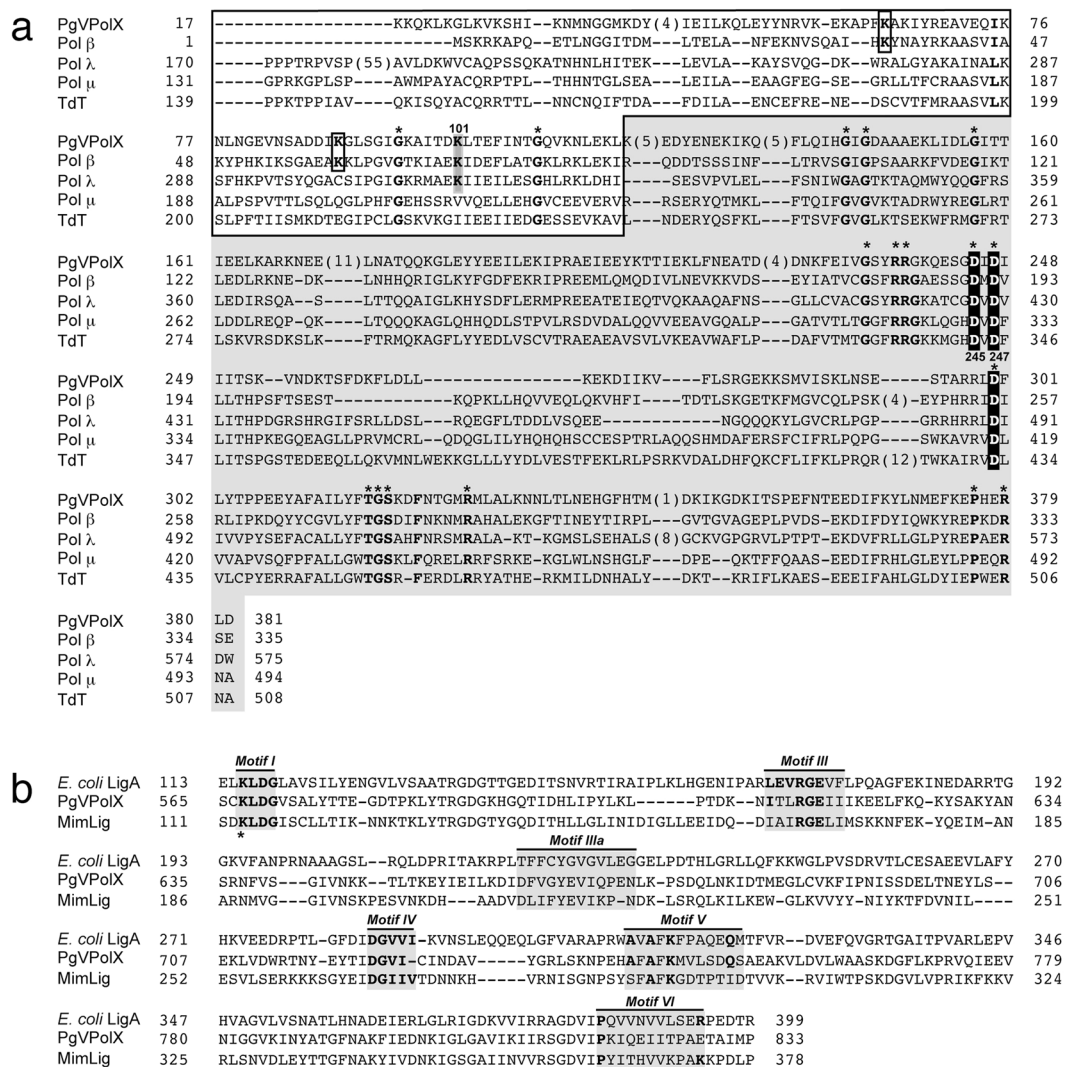 a
PgVPolX 17 ------------------KKQKLKGLKVKSHI--KNMNGGMKDY(4)IEILKQLEYYNRVK-EKAPFKAKIYREAVEQIK 76
Pol β 1 ------------------------MSKRKAPQ--ETLNGGITDM---LTELA--NFEKNVSQAI--HKYNAYRKAASVIA 47
Pol λ 170 -----PPPTRPVSP(55)AVLDKWVCAQPSSQKATNHNLHITEK---LEVLA--KAYSVQG-DK--WRALGYAKAINALK 287
Pol μ 131 -----GPRKGPLSP----AWMPAYACQRPTPL--THHNTGLSEA---LEILA--EAAGFEG-SE--GRLLTFCRAASVLK 187
TdT 139 -----PPKTPPIAV----QKISQYACQRRTTL--NNCNQIFTDA---FDILA--ENCEFRE-NE--DSCVTFMRAASVLK 199
* 101 * * * *
PgVPolX 77 NLNGEVNSADDIKGLSGIGKAITDKLTEFINTGQVKNLEKLK(5)EDYENEKIKQ(5)FLQIHGIGDAAAEKLIDLGITT 160
Pol β 48 KYPHKIKSGAEAKKLPGVGTKIAEKIDEFLATGKLRKLEKIR---QDDTSSSINF---LTRVSGIGPSAARKFVDEGIKT 121
Pol λ 288 SFHKPVTSYQGACSIPGIGKRMAEKIIEILESGHLRKLDHI----SESVPVLEL----FSNIWGAGTKTAQMWYQQGFRS 359
Pol μ 188 ALPSPVTTLSQLQGLPHFGEHSSRVVQELLEHGVCEEVERVR---RSERYQTMKL---FTQIFGVGVKTADRWYREGLRT 261
TdT 200 SLPFTIISMKDTEGIPCLGSKVKGIIEEIIEDGESSEVKAVL---NDERYQSFKL---FTSVFGVGLKTSEKWFRMGFRT 273
* ** * *
PgVPolX 161 IEELKARKNEE(11)LNATQQKGLEYYEEILEKIPRAEIETYKTTIEKLFNEATD(4)DNKFEIVGSYRRGKQESGDIDI 248
Pol β 122 LEDLRKNE-DK----LNHHQRIGLKYFGDFEKRIPREEMLQMQDIVLNEVKKVDS---EYIATVCGSFRRGAESSGDMDV 193
Pol λ 360 LEDIRSQA--S----LTTQQAIGLKHYSDFLERMPREEATEIEQTVQKAAQAFNS---GLLCVACGSYRRGKATCGDVDV 430
Pol μ 262 LDDLREQP-QK----LTQQQKAGLQHHQDLSTPVLRSDVDALQQVVEEAVGQALP---GATVTLTGGFRRGKLQGHDVDF 333
TdT 274 LSKVRSDKSLK----FTRMQKAGFLYYEDLVSCVTRAEAEAVSVLVKEAVWAFLP---DAFVTMTGGFRRGKKMGHDVDF 346
245 247
*
PgVPolX 249 IITSK--VNDKTSFDKFLDLL----------------KEKDIIKV---FLSRGEKKSMVISKLNSE-----STARRLDF 301
Pol β 194 LLTHPSFTSEST---------KQPKLLHQVVEQLQKVHFI---TDTLSKGETKFMGVCQLPSK(4)-EYPHRRIDI 257
Pol λ 431 LITHPDGRSHRGIFSRLLDSL--RQEGFLTDDLVSQEE-----NGQQQKYLGVCRLPGP----GRRHRRLDI 491
Pol μ 334 LITHPKEGQEAGLLPRVMCRL--QDQGLILYHQHQHSCCESPTRLAQQSHMDAFERSFCIFRLPQPG----SWKAVRVDL 419
TdT 347 LITSPGSTEDEEQLLQKVMNLWEKKGLLLYYDLVESTFEKLRLPSRKVDALDHFQKCFLIFKLPR(12)TWKAIRVDL 434
*** * * *
PgVPolX 302 LYTPPEEYAFAILYFTGSKDFNTGMRMLALKNNLTLNEHGFHTM(1)DKIKGDKITSPEFNTEEDIFKYLNMEFKEPHER 379
Pol β 258 RLIPKDQYYCGVLYFTGSDIFNKNMRAHALEKGFTINEYTIRPL---GVTGVAGEPLPVDS-EKDIFDYIQWKYREPKDR 333
Pol λ 492 IVVPYSEFACALLYFTGSAHFNRSMRALA-KT-KGMSLSEHALS(8)GCKVGPGRVLPTPT-EKDVFRLLGLPYREPAER 573
Pol μ 420 VVAPVSQFPFALLGWTGSKLFQRELRRFSRKE-KGLWLNSHGLF---DPE--QKTFFQAAS-EEDIFRHLGLEYLPPEQR 492
TdT 435 VLCPYERRAFALLGWTGSR-FERDLRRYATHE-RKMILDNHALY---DKT--KRIFLKAES-EEEIFAHLGLDYIEPWER 506
PgVPolX 380 LD 381
Pol β 334 SE 335
Pol λ 574 DW 575
Pol μ 493 NA 494
TdT 507 NA 508
b
Motif I Motif III
E. coli LigA 113 ELKLDGLAVSILYENGVLVSAATRGDGTTGEDITSNVRTIRAIPLKLHGENIPARLEVRGEVFLPQAGFEKINEDARRTG 192
PgVPolX 565 SCKLDGVSALYTTE-GDTPKLYTRGDGKHGQTIDHLIPYLKL------PTDK--NITLRGEIIIKEELFKQ-KYSAKYAN 634
MimLig 111 SDKLDGISCLLTIK-NNKTKLYTRGDGTYGQDITHLLGLINIDIGLLEEIDQ---DIAIRGELIMSKKNFEK-YQEIM-AN 185
*
Motif IIIa
E. coli LigA 193 GKVFANPRNAAAGSL--RQLDPRITAKRPLTFFCYGVGVLEGGELPDTHLGRLLQFKKWGLPVSDRVTLCESAEEVLAFY 270
PgVPolX 635 SRNFVS---GIVNKK--TLTKEYIEILKDIDFVGYEVIQPENLK-PSDQLNKIDTMEGLCVKFIPNISSDELTNEYLS-- 706
MimLig 186 ARNMVG---GIVNSKPESVNKDH--AADVDLIFYEVIKP-NDK-LSRQLKILKEW-GLKVVYY-NIYKTFDVNIL----- 251
Motif IV Motif V
E. coli LigA 271 HKVEEDRPTL-GFDIDGVVVI-KVNSLEQQEQLGFVARAPRWAVAFKFPAQEQMTFVR--DVEFQVGRTGAITPVARLEPV 346
PgVPolX 707 EKLVDWRTNY-EYTIDGVI-CINDAV------YGRLSKNPEHAFAFKMVLSDQSAEAKVLDVLWAASKDGFLKPRVQIEEV 779
MimLig 252 ESVLSERKKKSGYEIDGIIVTDNNKH------VRNISGNPSYSFAFKGDTPTIDTVVK--RVIWTPSKDGVLVPRIKFKKV 324
Motif VI
E. coli LigA 347 HVAGVLVSNATLHNADEIERLGLRIGDKVVIRRAGDVIPQVVNVVLSERPEDTR 399
PgVPolX 780 NIGGVKINYATGFNAKFIEDNKIGLGAVIKIIRSGDVIPKIQEIITPAETAIMP 833
MimLig 325 RLSNVDLEYTTGFNAKYIVDNKIGSGAIINVVRSGDVIPYITHVVKPAKKPDLP 378